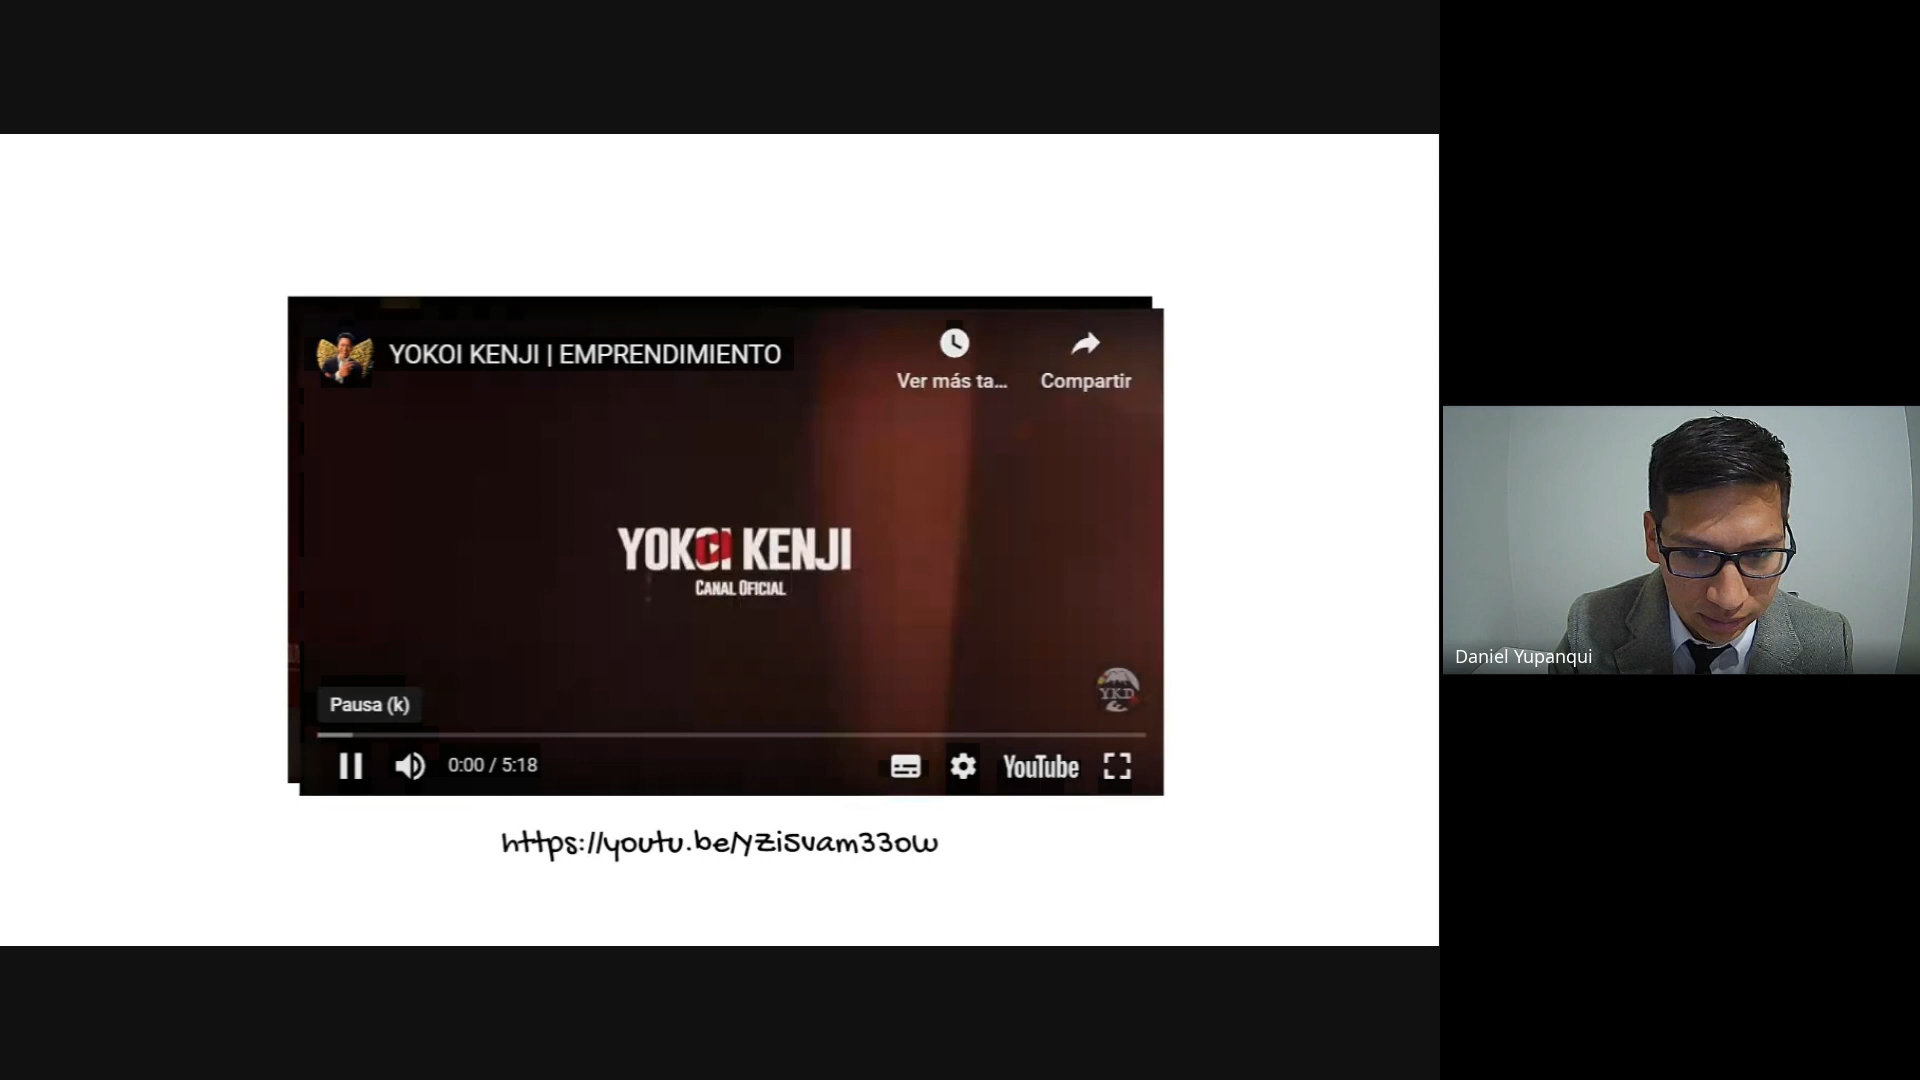 YOKOI KENJI | EMPRENDIMIENTO
Ver más ta...
Compartir
YOKOI KENJI
CANAL OFICIAL
YKD
Pausa (k)
0:00 / 5:18
YouTube
https://youtu.be/yziSvam33ow
Daniel Yupanqui